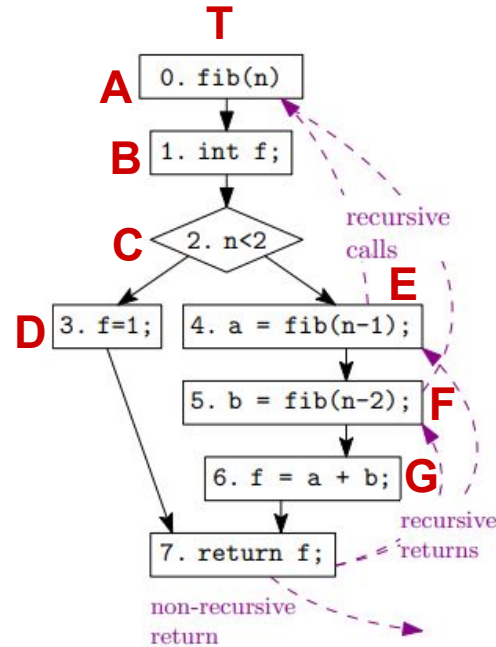 T
A
0. fib(n)
B
1. int f;
C
2. n<2
recursive
calls
E
D
3. f=1;
4. a = fib(n-1);
5. b = fib(n-2);
F
6. f = a + b;
G
7. return f;
recursive
returns
non-recursive
return